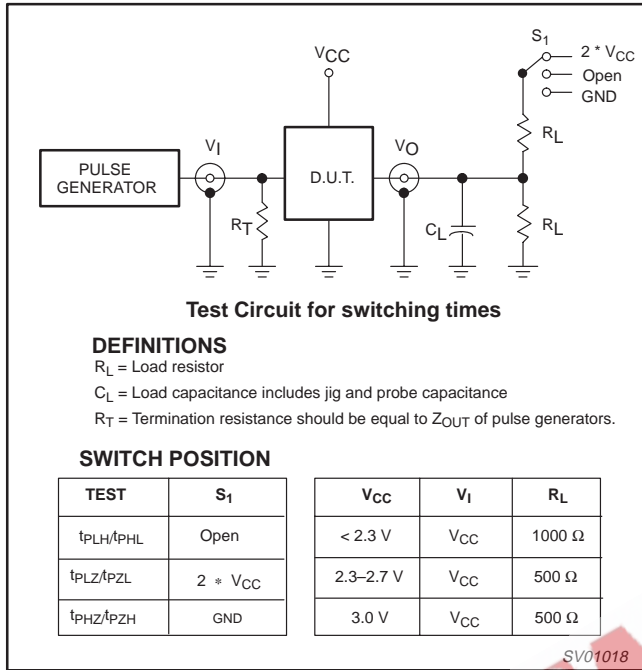 S1
2 * VCC
Open
GND
VCC
RL
VI
VO
PULSE
GENERATOR
D.U.T.
RT
CL
RL
Test Circuit for switching times
DEFINITIONS
RL = Load resistor
CL = Load capacitance includes jig and probe capacitance
RT = Termination resistance should be equal to ZOUT of pulse generators.
SWITCH POSITION
TEST S1
tPLH/tPHL Open
tPLZ/tPZL 2 * VCC
tPHZ/tPZH GND
VCC VI RL
< 2.3 V VCC 1000 Ω
2.3–2.7 V VCC 500 Ω
3.0 V VCC 500 Ω
SV01018